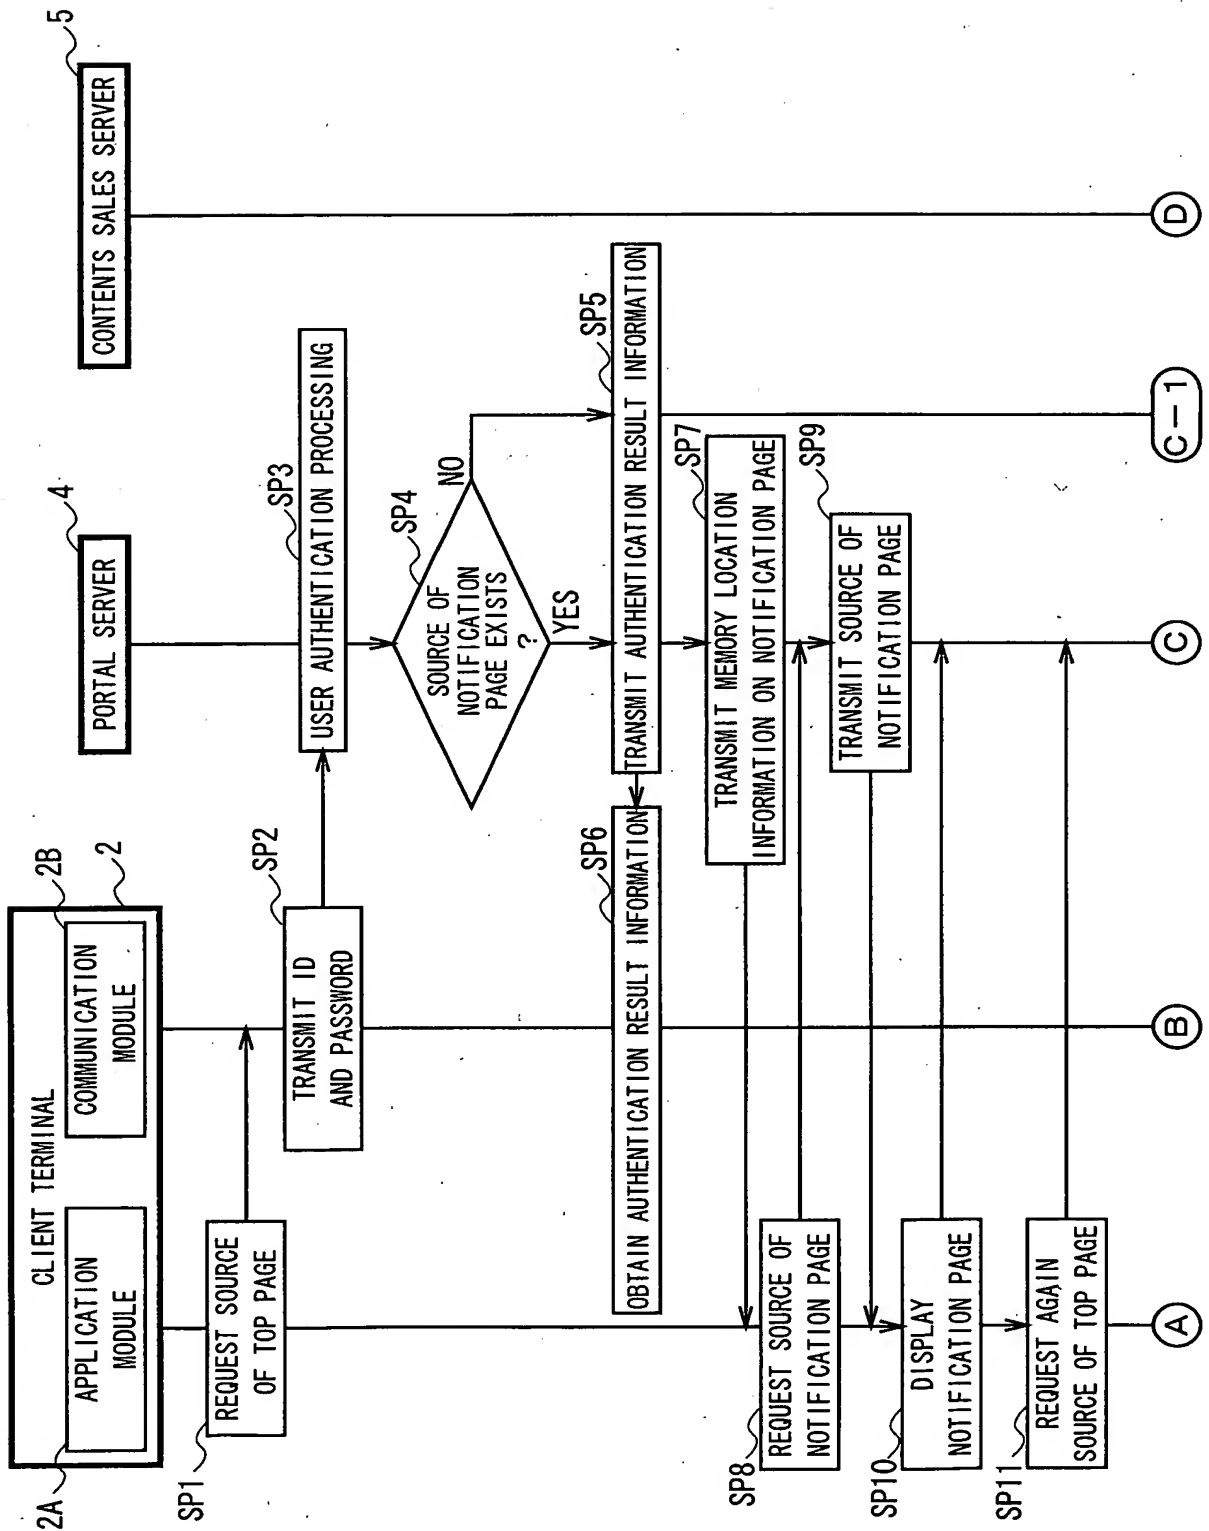 CLIENT TERMINAL
2A
APPLICATION
MODULE
COMMUNICATION
MODULE
2B
2
PORTAL SERVER
4
CONTENTS SALES SERVER
5
SP1
REQUEST SOURCE
OF TOP PAGE
SP2
TRANSMIT ID
AND PASSWORD
SP3
USER AUTHENTICATION PROCESSING
SP4
SOURCE OF
NOTIFICATION
PAGE EXISTS
?
NO
YES
SP5
TRANSMIT AUTHENTICATION RESULT INFORMATION
SP6
OBTAIN AUTHENTICATION RESULT INFORMATION
SP7
TRANSMIT MEMORY LOCATION
INFORMATION ON NOTIFICATION PAGE
SP8
REQUEST SOURCE OF
NOTIFICATION PAGE
SP9
TRANSMIT SOURCE OF
NOTIFICATION PAGE
SP10
DISPLAY
NOTIFICATION PAGE
SP11
REQUEST AGAIN
SOURCE OF TOP PAGE
A
B
C
C-1
D